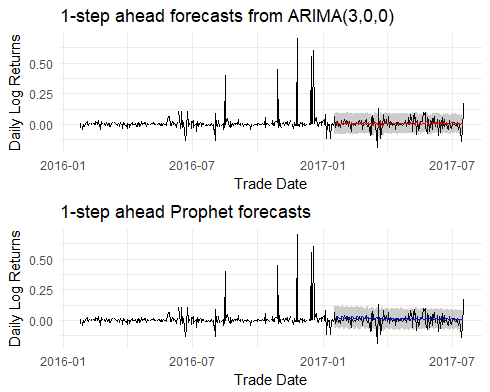 1-step ahead forecasts from ARIMA(3,0,0)
Daily Log Returns
0.50
0.25
0.00
2016-01 2016-07 2017-01 2017-07
Trade Date
1-step ahead Prophet forecasts
Daily Log Returns
0.50
0.25
0.00
2016-01 2016-07 2017-01 2017-07
Trade Date